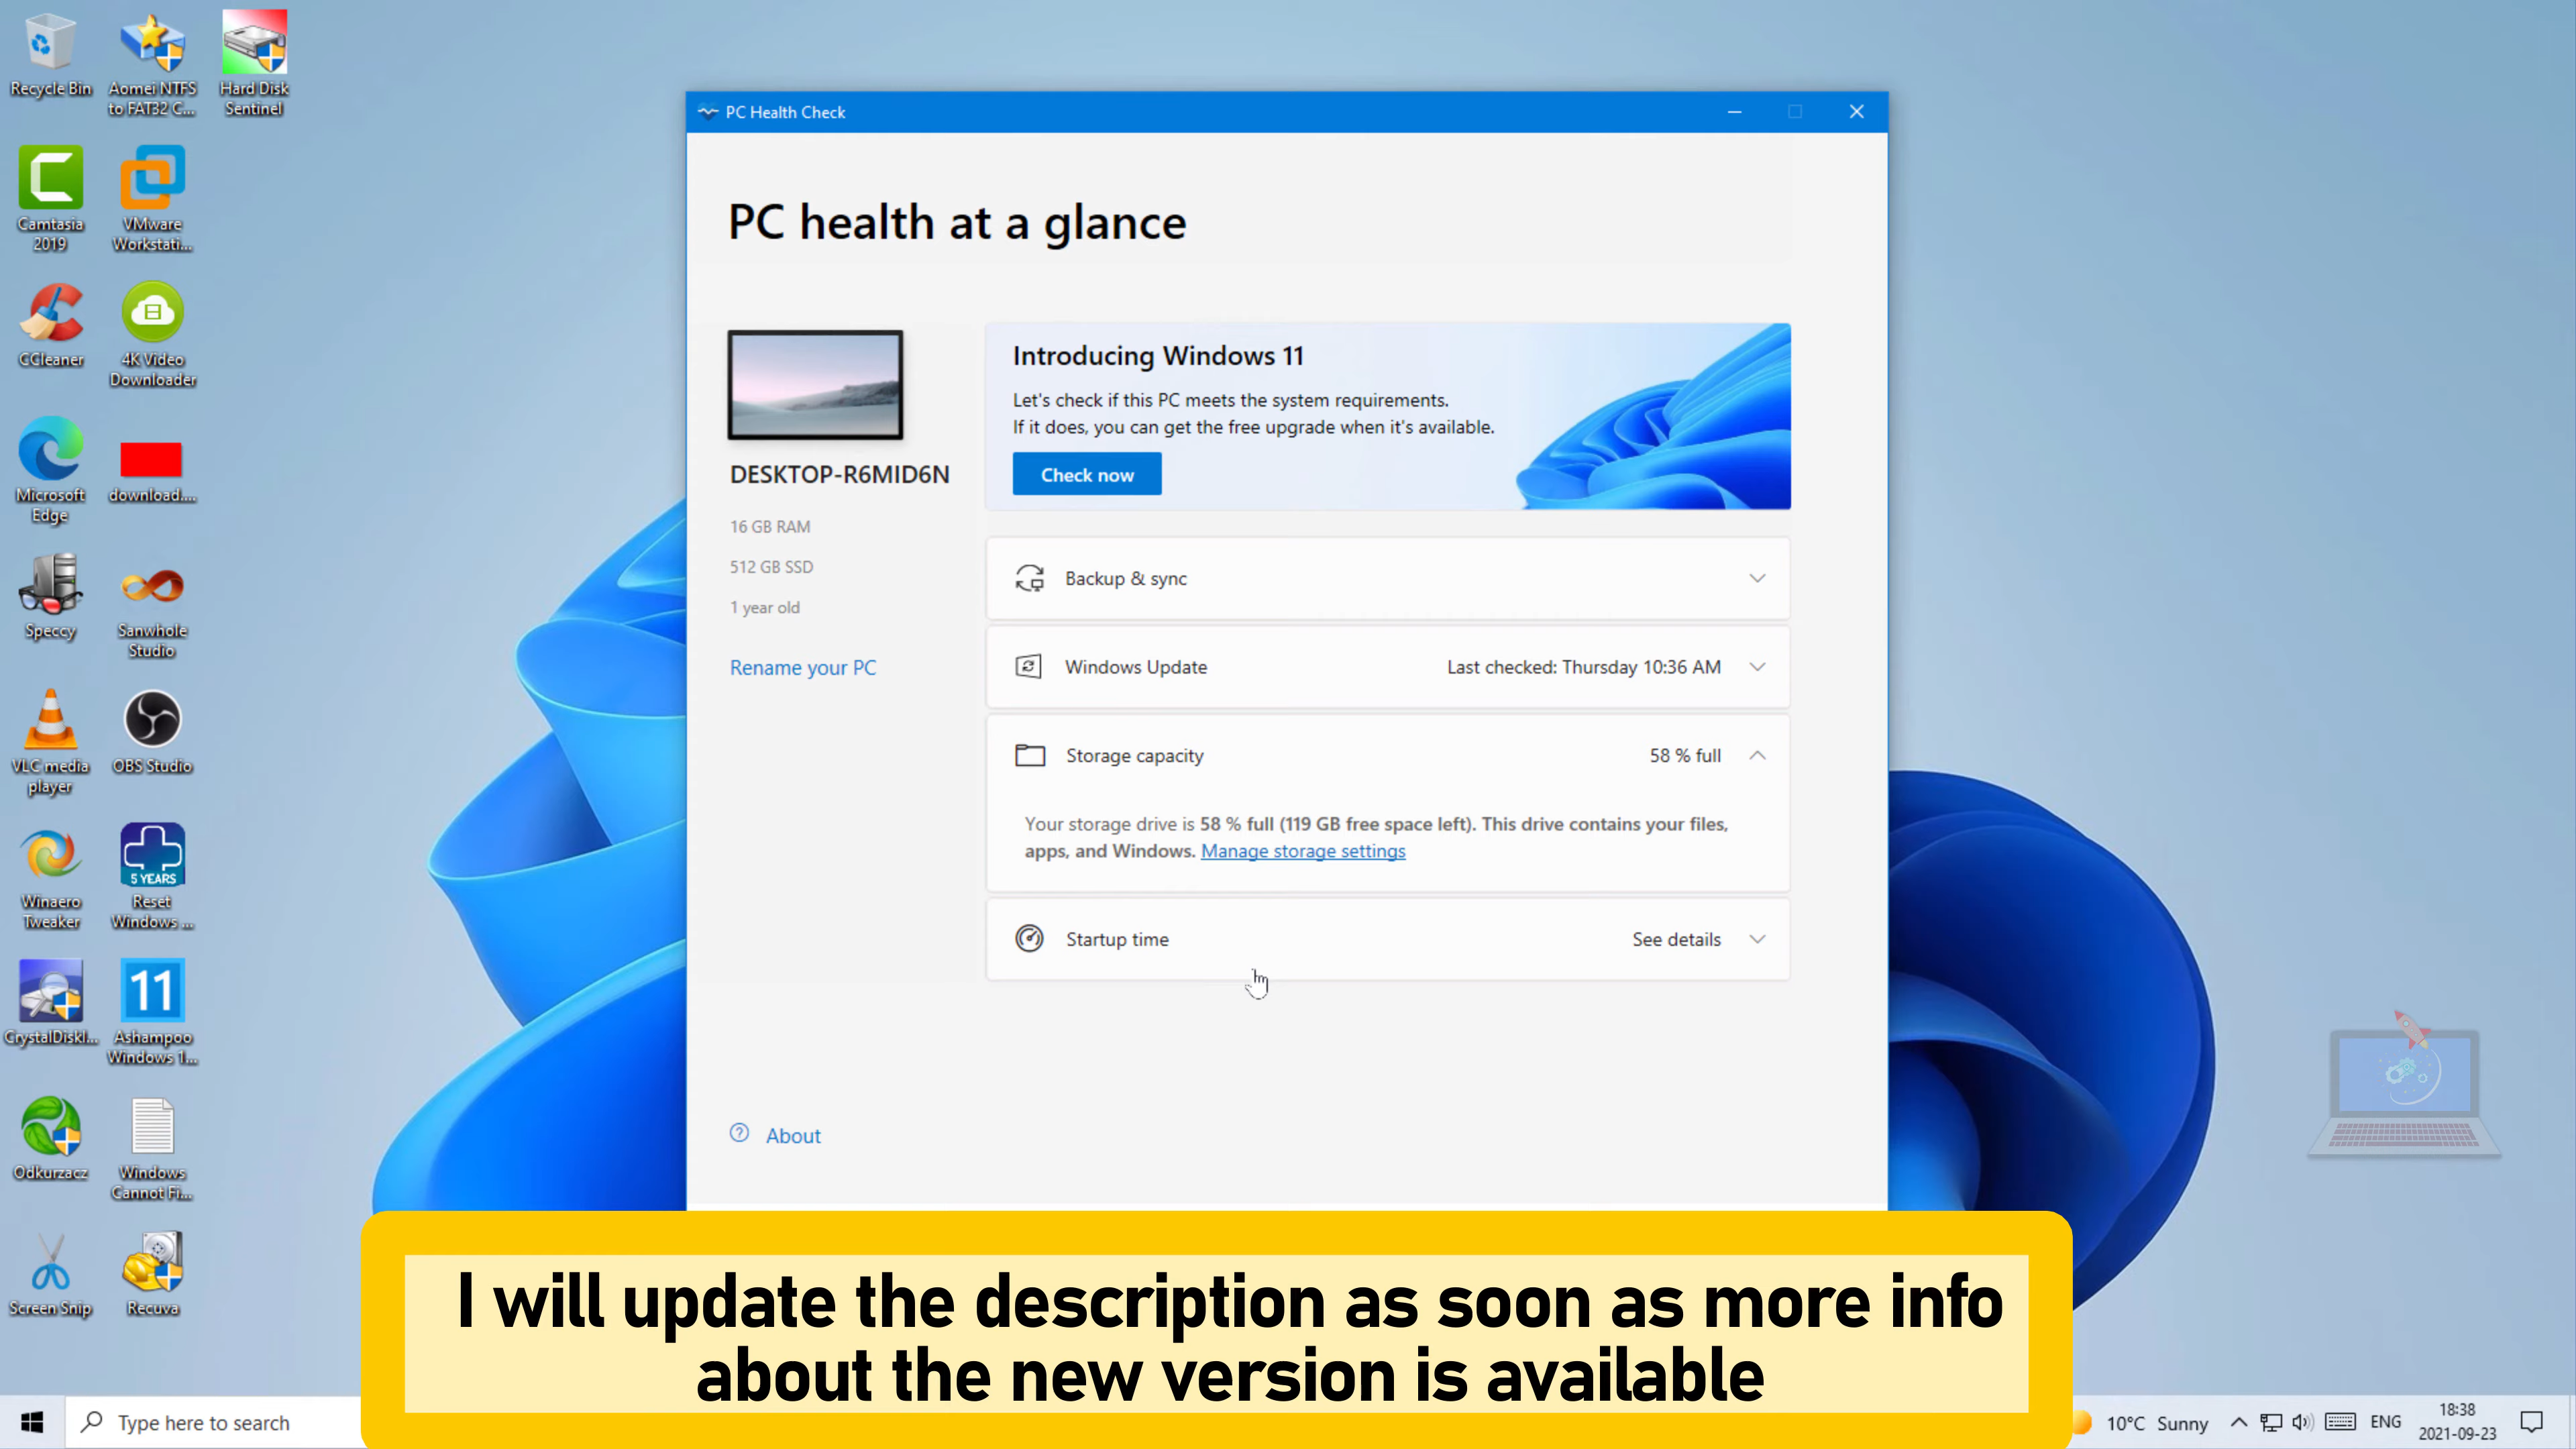 Recycle Bin
Aomei NTFS
to FAT32 C...
Hard Disk
Sentinel
Camtasia
2019
VMware
Workstati...
CCleaner
4K Video
Downloader
Microsoft
Edge
download....
Speccy
Sanwhole
Studio
VLC media
player
OBS Studio
Winaero
Tweaker
5 YEARS
Reset
Windows ...
CrystalDiskI...
11
Ashampoo
Windows 1...
Odkurzacz
Windows
Cannot Fi...
Screen Snip
Recuva
PC Health Check
PC health at a glance
DESKTOP-R6MID6N
16 GB RAM
512 GB SSD
1 year old
Rename your PC
Introducing Windows 11
Let's check if this PC meets the system requirements.
If it does, you can get the free upgrade when it's available.
Check now
Backup & sync
Windows Update
Last checked: Thursday 10:36 AM
Storage capacity
58 % full
Your storage drive is 58 % full (119 GB free space left). This drive contains your files,
apps, and Windows. Manage storage settings
Startup time
See details
About
I will update the description as soon as more info
about the new version is available
Type here to search
10°C Sunny
ENG
18:38
2021-09-23